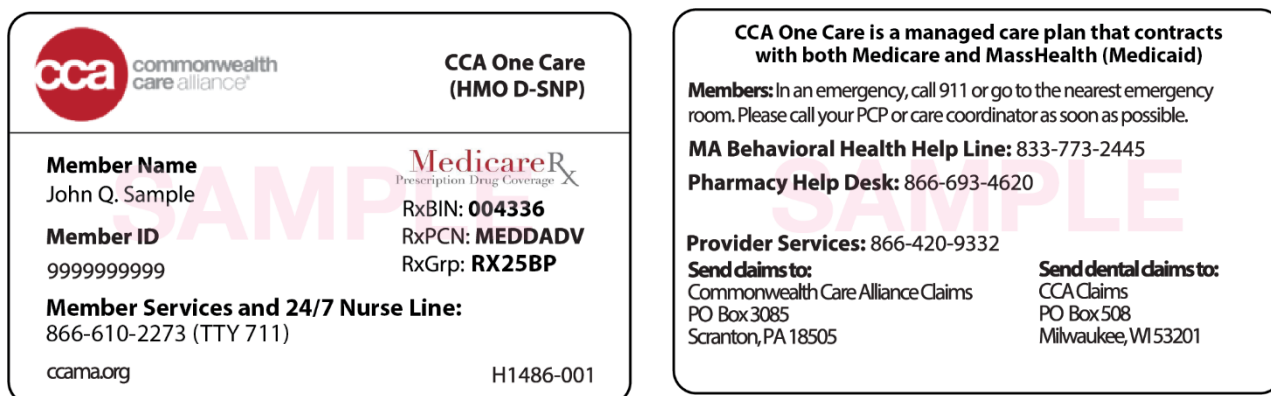 cca commonwealth
care alliance®
CCA One Care
(HMO D-SNP)
Member Name
John Q. Sample
Member ID
9999999999
MedicareRx
Prescription Drug Coverage
RxBIN: 004336
RxPCN: MEDDADV
RxGrp: RX25BP
SAMPLE
Member Services and 24/7 Nurse Line:
866-610-2273 (TTY 711)
ccama.org
H1486-001
CCA One Care is a managed care plan that contracts
with both Medicare and MassHealth (Medicaid)
Members: In an emergency, call 911 or go to the nearest emergency
room. Please call your PCP or care coordinator as soon as possible.
MA Behavioral Health Help Line: 833-773-2445
Pharmacy Help Desk: 866-693-4620
SAMPLE
Provider Services: 866-420-9332
Send claims to:
Commonwealth Care Alliance Claims
PO Box 3085
Scranton, PA 18505
Send dental claims to:
CCA Claims
PO Box 508
Milwaukee, WI 53201